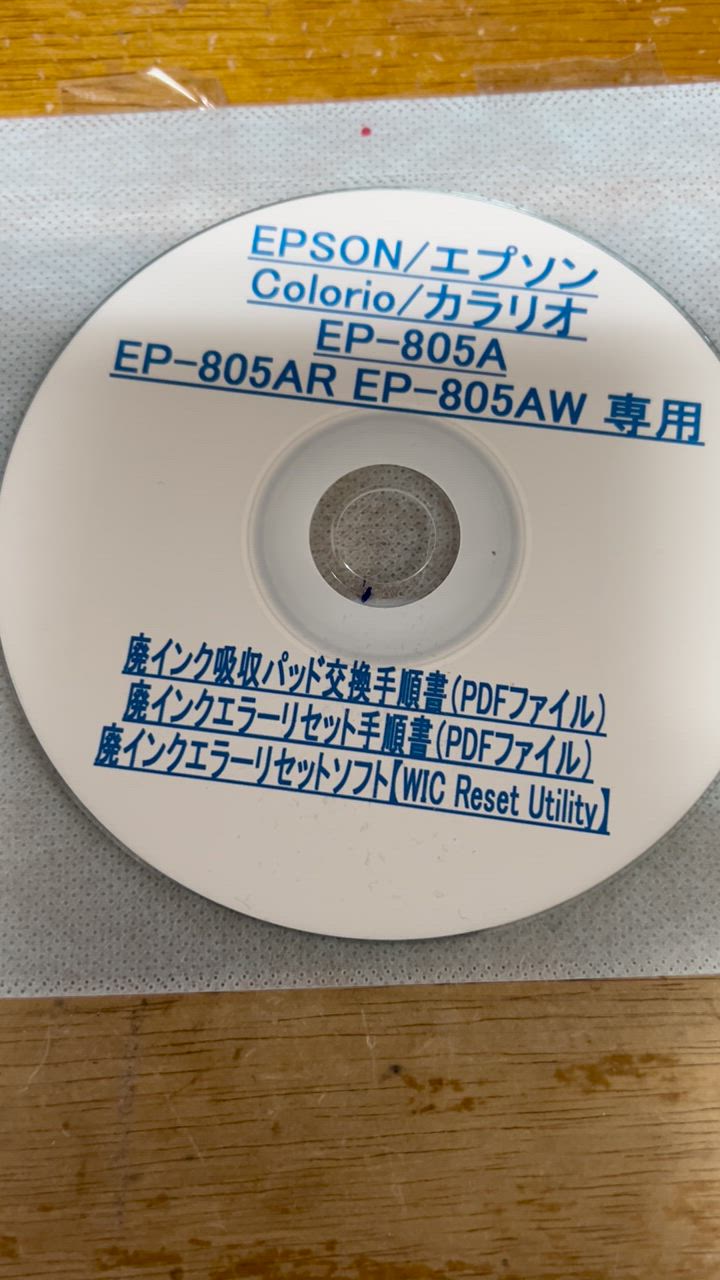 EPSON/エプソン
Colorio/カラリオ
EP-805A
EP-805AR EP-805AW 専用
廃インク吸収パッド交換手順書(PDFファイル)
廃インクエラーリセット手順書(PDFファイル)
廃インクエラーリセットソフト【WIC Reset Utility】